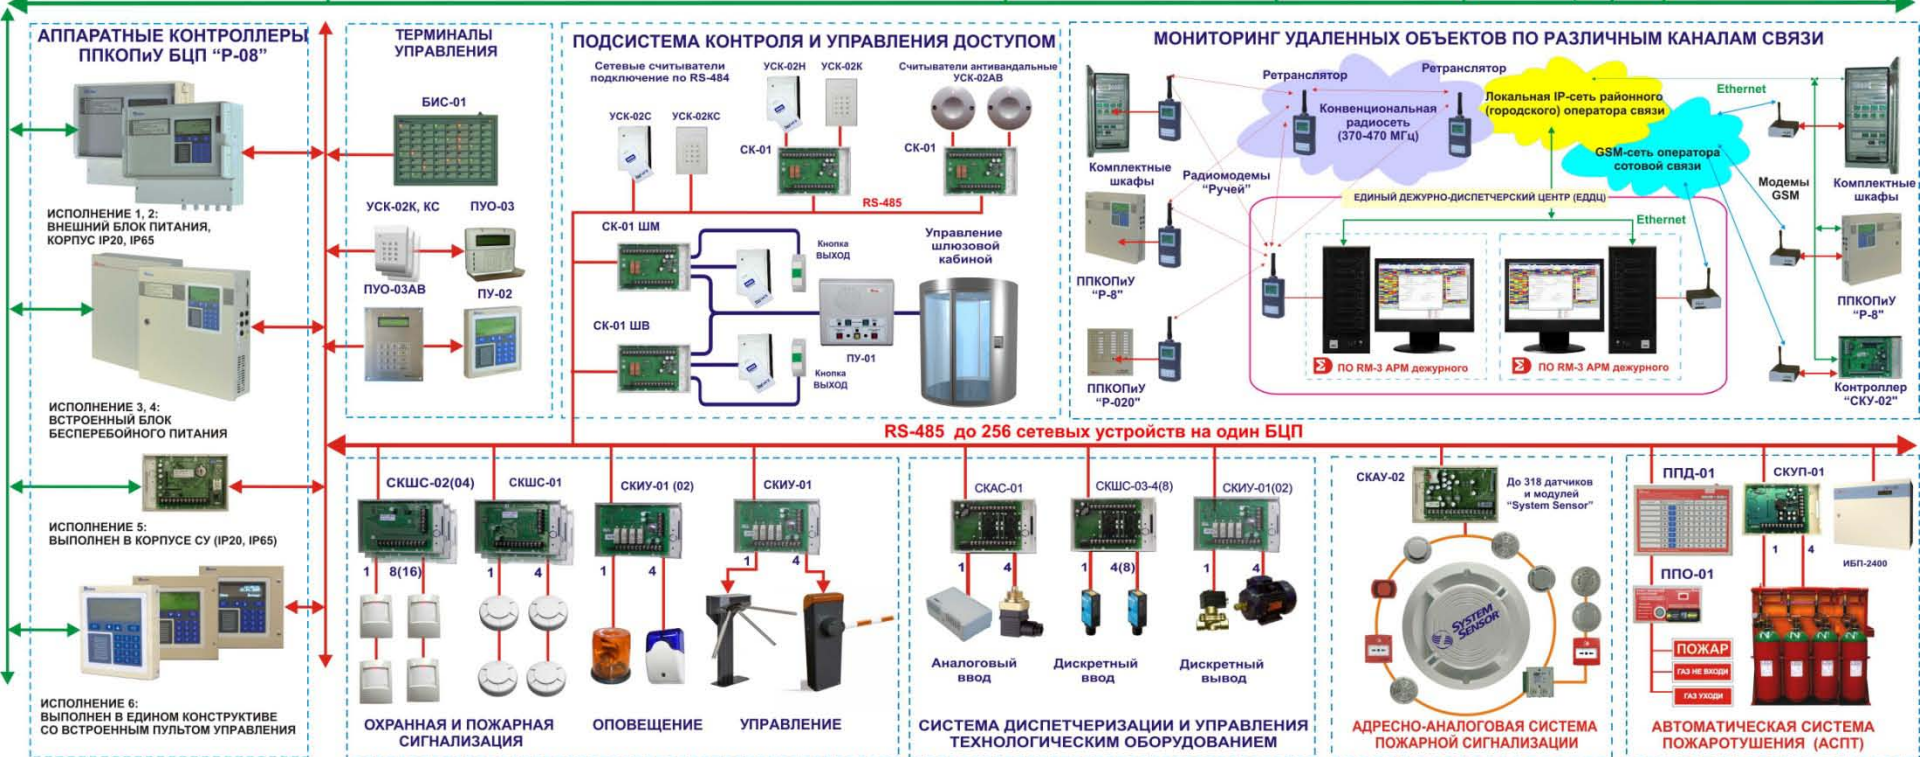 АППАРАТНЫЕ КОНТРОЛЛЕРЫ
ППКОПиУ БЦП “Р-08”
ИСПОЛНЕНИЕ 1, 2:
ВНЕШНИЙ БЛОК ПИТАНИЯ,
КОРПУС IP20, IP65
ИСПОЛНЕНИЕ 3, 4:
ВСТРОЕННЫЙ БЛОК
БЕСПЕРЕБОЙНОГО ПИТАНИЯ
ИСПОЛНЕНИЕ 5:
ВЫПОЛНЕН В КОРПУСЕ СУ (IP20, IP65)
ИСПОЛНЕНИЕ 6:
ВЫПОЛНЕН В ЕДИНОМ КОНСТРУКТИВЕ
СО ВСТРОЕННЫМ ПУЛЬТОМ УПРАВЛЕНИЯ
ТЕРМИНАЛЫ
УПРАВЛЕНИЯ
БИС-01
УСК-02К, КС
ПУО-03
ПУО-03АВ
ПУ-02
ПОДСИСТЕМА КОНТРОЛЯ И УПРАВЛЕНИЯ ДОСТУПОМ
Сетевые считыватели
подключение по RS-484
УСК-02Н
УСК-02К
Считыватели антивандальные
УСК-02АВ
УСК-02С
УСК-02КС
СК-01
СК-01
RS-485
СК-01 ШМ
Кнопка
ВЫХОД
Управление
шлюзовой
кабиной
СК-01 ШВ
ПУ-01
Кнопка
ВЫХОД
МОНИТОРИНГ УДАЛЕННЫХ ОБЪЕКТОВ ПО РАЗЛИЧНЫМ КАНАЛАМ СВЯЗИ
Ретранслятор
Ретранслятор
Конвенциональная
радиосеть
(370-470 МГц)
Локальная IP-сеть районного
(городского) оператора связи
Ethernet
GSM-сеть оператора
сотовой связи
Комплектные
шкафы
Радиомодемы
“Ручей”
Модемы
GSM
Комплектные
шкафы
ЕДИНЫЙ ДЕЖУРНО-ДИСПЕТЧЕРСКИЙ ЦЕНТР (ЕДДЦ)
Ethernet
ППКОПиУ
“Р-8”
ППКОПиУ
“Р-8”
ППКОПиУ
“Р-020”
Σ ПО RM-3 АРМ дежурного
Σ ПО RM-3 АРМ дежурного
Контроллер
“СКУ-02”
RS-485 до 256 сетевых устройств на один БЦП
СКШС-02(04)
СКШС-01
СКИУ-01 (02)
СКИУ-01
1 8(16)
1 4
1 4
1 4
ОХРАННАЯ И ПОЖАРНАЯ
СИГНАЛИЗАЦИЯ
ОПОВЕЩЕНИЕ
УПРАВЛЕНИЕ
СКАС-01
СКШС-03-4(8)
СКИУ-01(02)
1 4
1 4(8)
1 4
Аналоговый
ввод
Дискретный
ввод
Дискретный
вывод
СИСТЕМА ДИСПЕТЧЕРИЗАЦИИ И УПРАВЛЕНИЯ
ТЕХНОЛОГИЧЕСКИМ ОБОРУДОВАНИЕМ
СКАУ-02
До 318 датчиков
и модулей
“System Sensor”
SYSTEM
SENSOR
АДРЕСНО-АНАЛОГОВАЯ СИСТЕМА
ПОЖАРНОЙ СИГНАЛИЗАЦИИ
ППД-01
СКУП-01
1 4
ИБП-2400
ППО-01
ПОЖАР
ГАЗ НЕ ВХОДИ
ГАЗ УХОДИ
АВТОМАТИЧЕСКАЯ СИСТЕМА
ПОЖАРОТУШЕНИЯ (АСПТ)